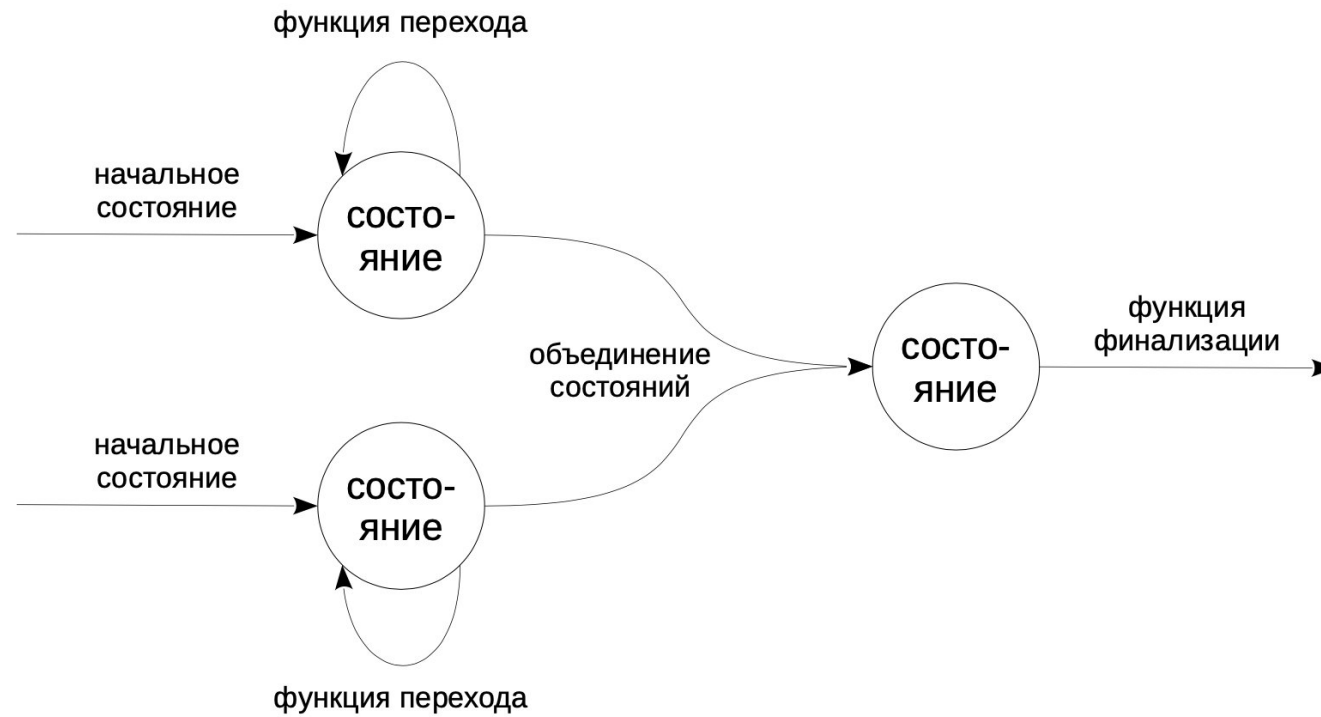 функция перехода
начальное
состояние
состо-
яние
объединение
состояний
состо-
яние
функция
финализации
начальное
состояние
состо-
яние
функция перехода